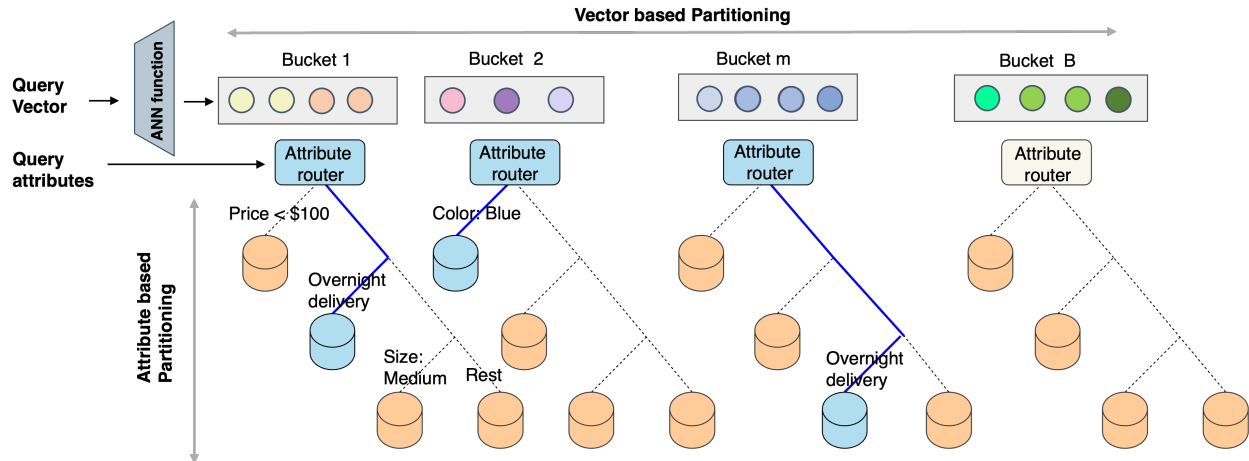 Vector based Partitioning
Bucket 1
Bucket 2
Bucket m
Bucket B
Query
Vector
ANN function
Query
attributes
Attribute
router
Attribute
router
Attribute
router
Attribute
router
Price < $100
Color: Blue
Attribute based
Partitioning
Overnight
delivery
Size:
Medium
Rest
Overnight
delivery